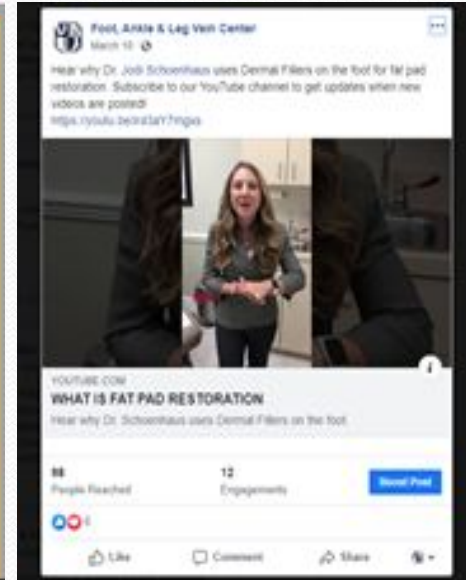 Foot, Ankle & Leg Vein Center
March 10
Hear why Dr. Jodi Schoenhaus uses Dermal Fillers on the foot for fat pad
restoration. Subscribe to our YouTube channel to get updates when new
videos are posted!
YOUTUBE.COM
WHAT IS FAT PAD RESTORATION
Hear why Dr. Schoenhaus uses Dermal Fillers on the foot
12
People Reached
Engagements
Boost Post
Like
Comment
Share